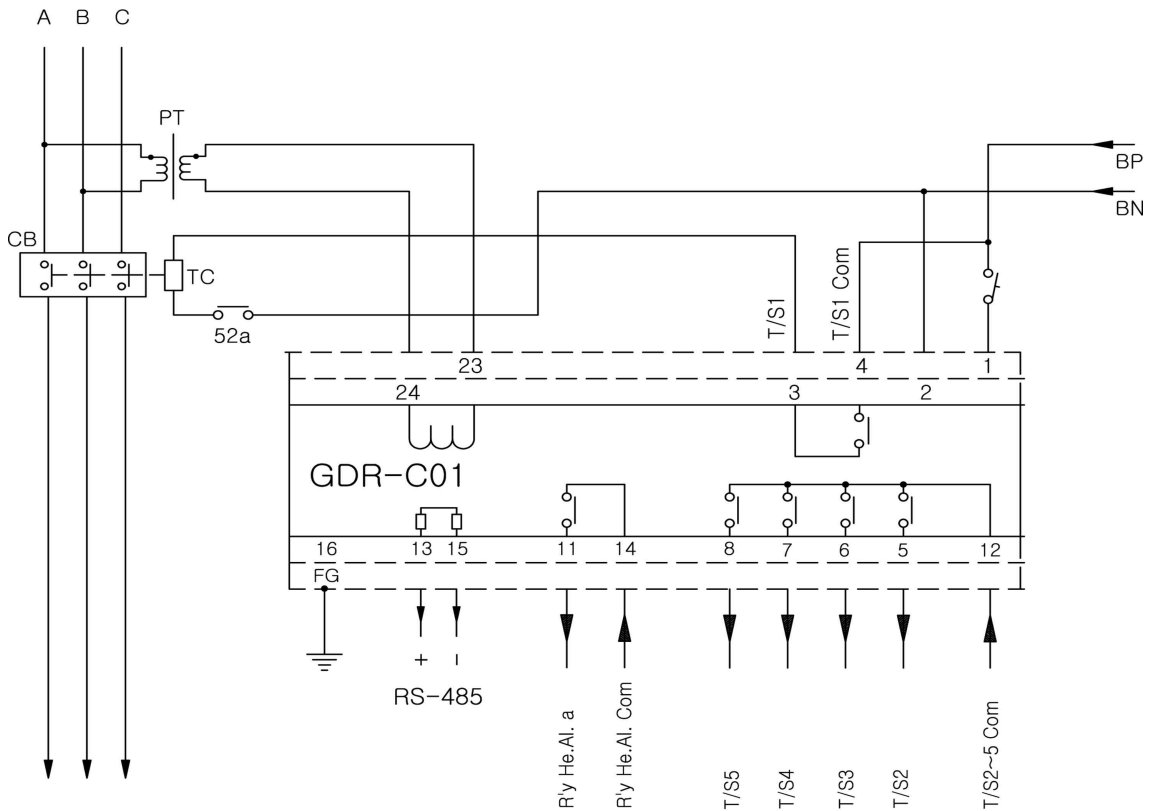 A B C
PT
BP
BN
CB
TC
52a
T/S1
T/S1 Com
23 4 1
24 3 2
GDR-C01
16 13 15 11 14 8 7 6 5 12
FG
+ -
RS-485
R'y He.Al. a
R'y He.Al. Com
T/S5
T/S4
T/S3
T/S2
T/S2~5 Com